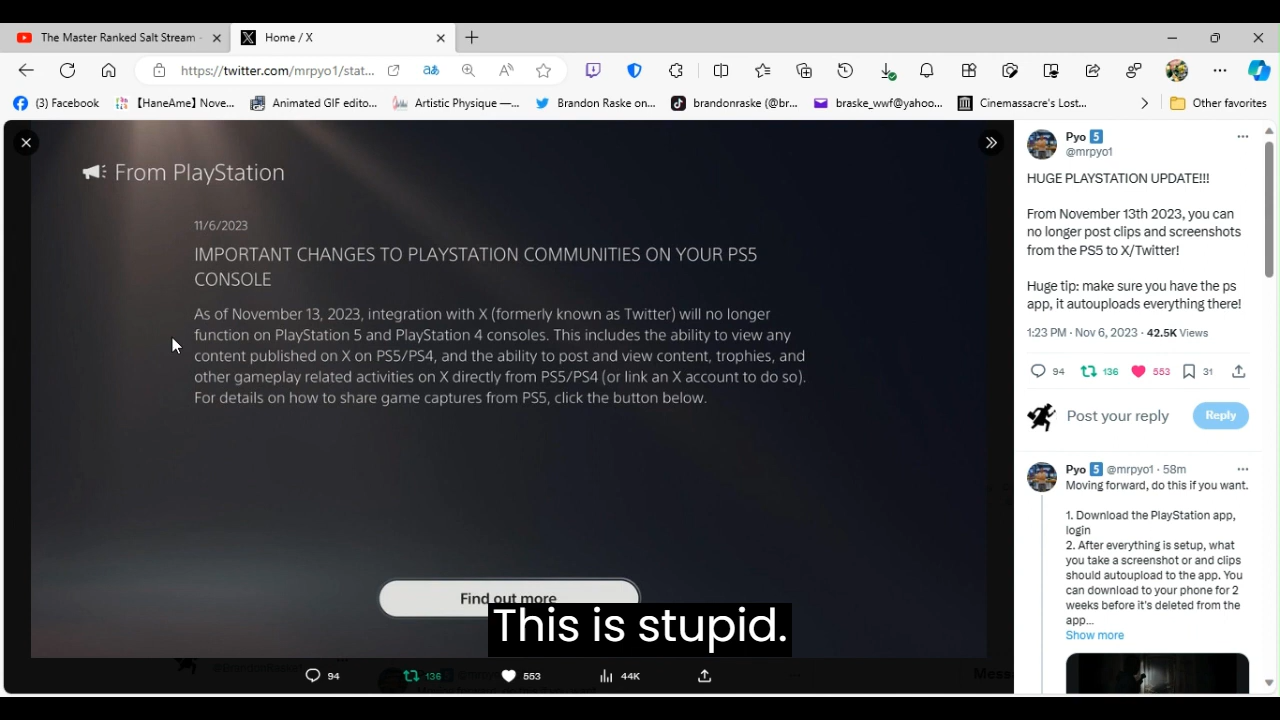 The Master Ranked Salt Stream -
Home / X
https://twitter.com/mrpyo1/stat...
(3) Facebook
[HaneAme] Nove...
Animated GIF edito...
Artistic Physique —...
Brandon Raske on...
brandonraske (@br...
braske_wwf@yahoo...
Cinemassacre's Lost...
Other favorites
From PlayStation
11/6/2023
IMPORTANT CHANGES TO PLAYSTATION COMMUNITIES ON YOUR PS5
CONSOLE
As of November 13, 2023, integration with X (formerly known as Twitter) will no longer
function on PlayStation 5 and PlayStation 4 consoles. This includes the ability to view any
content published on X on PS5/PS4, and the ability to post and view content, trophies, and
other gameplay related activities on X directly from PS5/PS4 (or link an X account to do so).
For details on how to share game captures from PS5, click the button below.
Find out more
This is stupid.
94
136
553
44K
Pyo 5
@mrpyo1
HUGE PLAYSTATION UPDATE!!!
From November 13th 2023, you can
no longer post clips and screenshots
from the PS5 to X/Twitter!
Huge tip: make sure you have the ps
app, it autouploads everything there!
1:23 PM · Nov 6, 2023 · 42.5K Views
94
136
553
31
Post your reply
Reply
Pyo 5 @mrpyo1 · 58m
Moving forward, do this if you want.
1. Download the PlayStation app,
login
2. After everything is setup, what
you take a screenshot or and clips
should autoupload to the app. You
can download to your phone for 2
weeks before it's deleted from the
app...
Show more